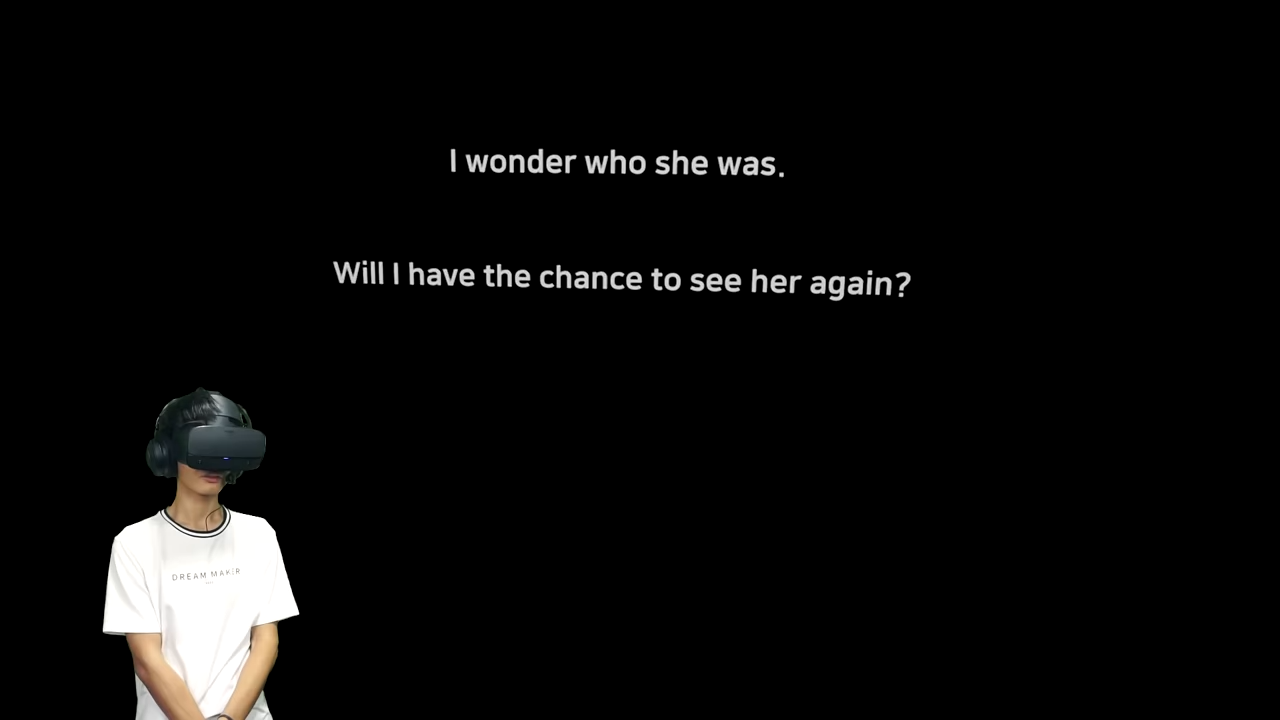 I wonder who she was.
Will I have the chance to see her again?
DREAM MAKER